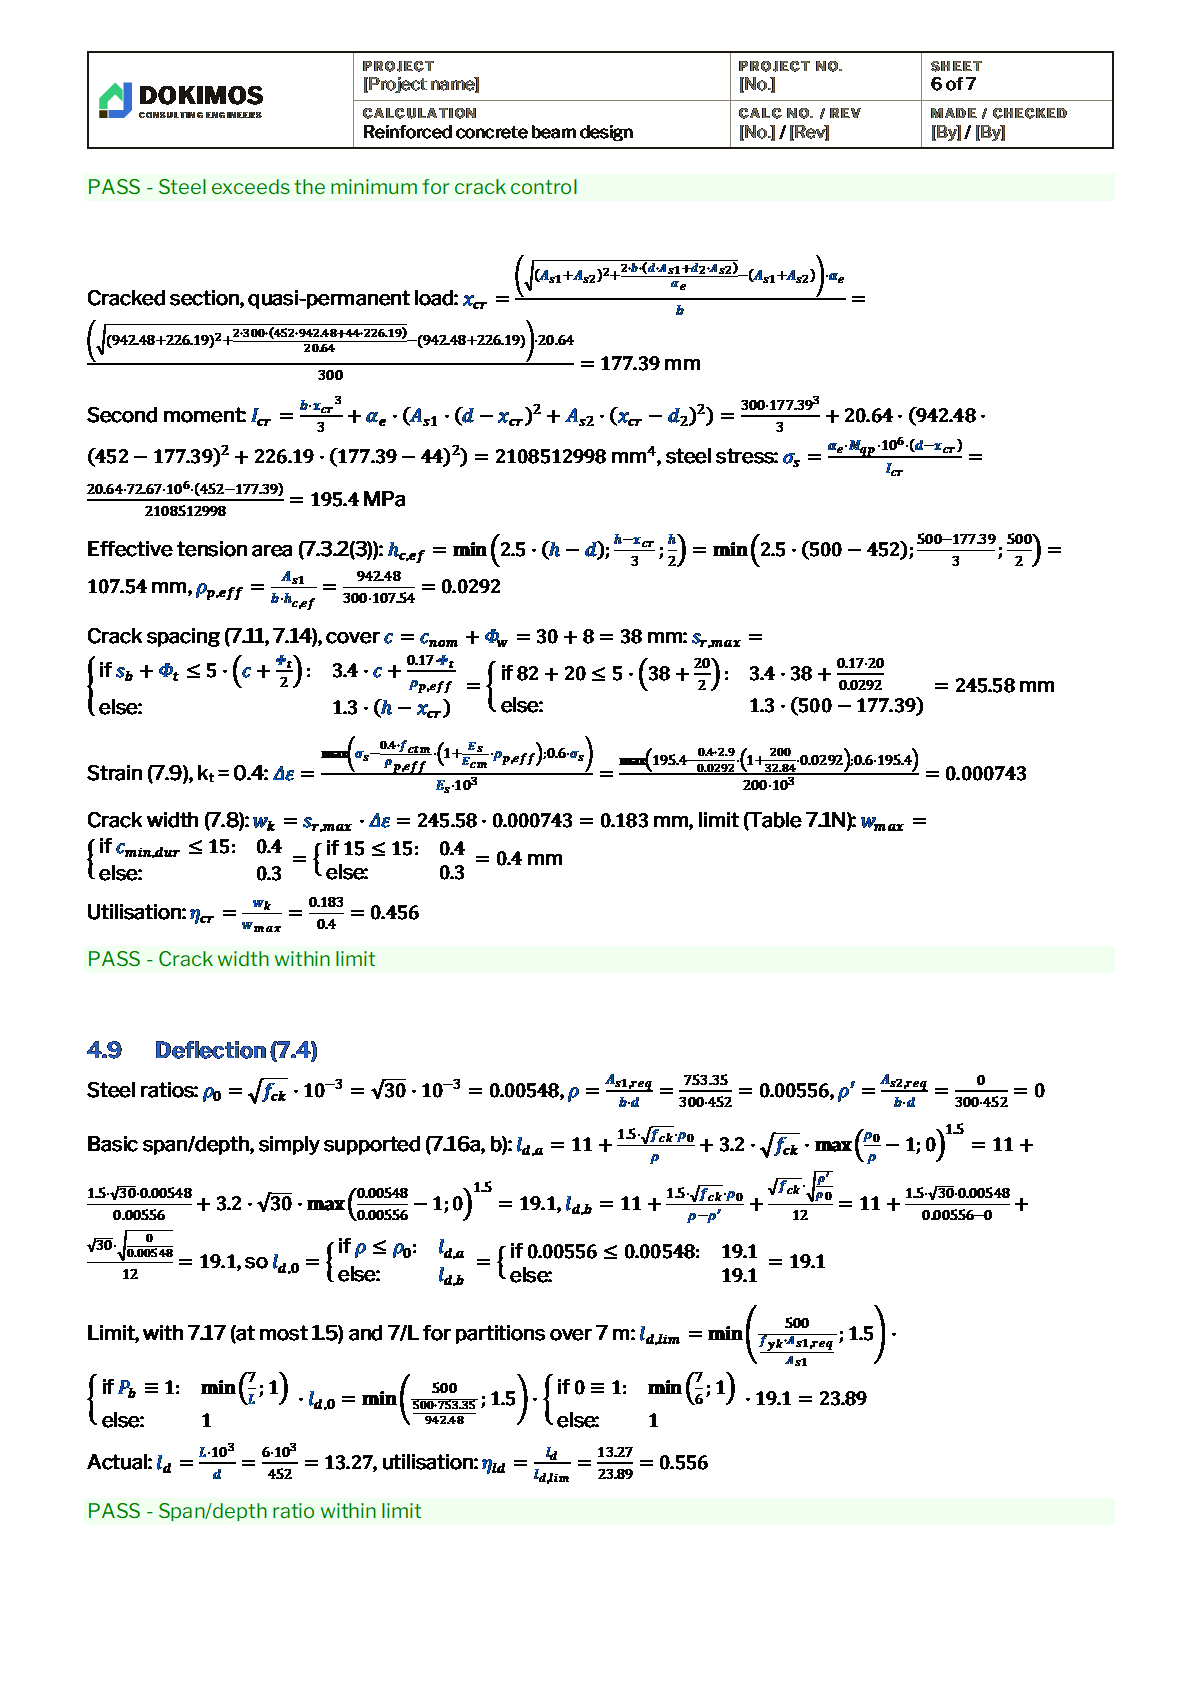 DOKIMOS
CONSULTING ENGINEERS
PROJECT
[Project name]
PROJECT NO.
[No.]
SHEET
6 of 7
CALCULATION
Reinforced concrete beam design
CALC NO. / REV
[No.] / [Rev]
MADE / CHECKED
[By] / [By]
PASS - Steel exceeds the minimum for crack control
Cracked section, quasi-permanent load: x_cr = (√((A_s1+A_s2)²+2·b·(d·A_s1+d_2·A_s2)/α_e)−(A_s1+A_s2))·α_e / b =
(√((942.48+226.19)²+2·300·(452·942.48+44·226.19)/20.64)−(942.48+226.19))·20.64 / 300 = 177.39 mm
Second moment: I_cr = b·x_cr³/3 + α_e · (A_s1 · (d − x_cr)² + A_s2 · (x_cr − d_2)²) = 300·177.39³/3 + 20.64 · (942.48 ·
(452 − 177.39)² + 226.19 · (177.39 − 44)²) = 2108512998 mm⁴, steel stress: σ_s = α_e·M_qp·10⁶·(d−x_cr)/I_cr =
20.64·72.67·10⁶·(452−177.39)/2108512998 = 195.4 MPa
Effective tension area (7.3.2(3)): h_c,ef = min(2.5 · (h − d); h−x_cr/3; h/2) = min(2.5 · (500 − 452); 500−177.39/3; 500/2) =
107.54 mm, ρ_p,eff = A_s1/b·h_c,ef = 942.48/300·107.54 = 0.0292
Crack spacing (7.11, 7.14), cover c = c_nom + Φ_w = 30 + 8 = 38 mm: s_r,max =
{if s_b + Φ_t ≤ 5 · (c + Φ_t/2): 3.4 · c + 0.17·Φ_t/ρ_p,eff = {if 82 + 20 ≤ 5 · (38 + 20/2): 3.4 · 38 + 0.17·20/0.0292 = 245.58 mm
else: 1.3 · (h − x_cr) else: 1.3 · (500 − 177.39)
Strain (7.9), k_t = 0.4: Δε = max(σ_s−0.4·f_ctm/ρ_p,eff·(1+E_s/E_cm·ρ_p,eff);0.6·σ_s)/E_s·10³ = max(195.4−0.4·2.9/0.0292·(1+200/32.84·0.0292);0.6·195.4)/200·10³ = 0.000743
Crack width (7.8): w_k = s_r,max · Δε = 245.58 · 0.000743 = 0.183 mm, limit (Table 7.1N): w_max =
{if c_min,dur ≤ 15: 0.4 = {if 15 ≤ 15: 0.4 = 0.4 mm
else: 0.3 else: 0.3
Utilisation: η_cr = w_k/w_max = 0.183/0.4 = 0.456
PASS - Crack width within limit
4.9 Deflection (7.4)
Steel ratios: ρ_0 = √f_ck · 10⁻³ = √30 · 10⁻³ = 0.00548, ρ = A_s1,req/b·d = 753.35/300·452 = 0.00556, ρ′ = A_s2,req/b·d = 0/300·452 = 0
Basic span/depth, simply supported (7.16a, b): l_d,a = 11 + 1.5·√f_ck·ρ_0/ρ + 3.2 · √f_ck · max(ρ_0/ρ − 1; 0)^1.5 = 11 +
1.5·√30·0.00548/0.00556 + 3.2 · √30 · max(0.00548/0.00556 − 1; 0)^1.5 = 19.1, l_d,b = 11 + 1.5·√f_ck·ρ_0/ρ−ρ′ + √f_ck·√(ρ′/ρ_0)/12 = 11 + 1.5·√30·0.00548/0.00556−0 +
√30·√(0/0.00548)/12 = 19.1, so l_d,0 = {if ρ ≤ ρ_0: l_d,a = {if 0.00556 ≤ 0.00548: 19.1 = 19.1
else: l_d,b else: 19.1
Limit, with 7.17 (at most 1.5) and 7/L for partitions over 7 m: l_d,lim = min(500/(f_yk·A_s1,req/A_s1); 1.5) ·
{if P_b ≡ 1: min(7/L; 1) · l_d,0 = min(500/(500·753.35/942.48); 1.5) · {if 0 ≡ 1: min(7/6; 1) · 19.1 = 23.89
else: 1 else: 1
Actual: l_d = L·10³/d = 6·10³/452 = 13.27, utilisation: η_ld = l_d/l_d,lim = 13.27/23.89 = 0.556
PASS - Span/depth ratio within limit